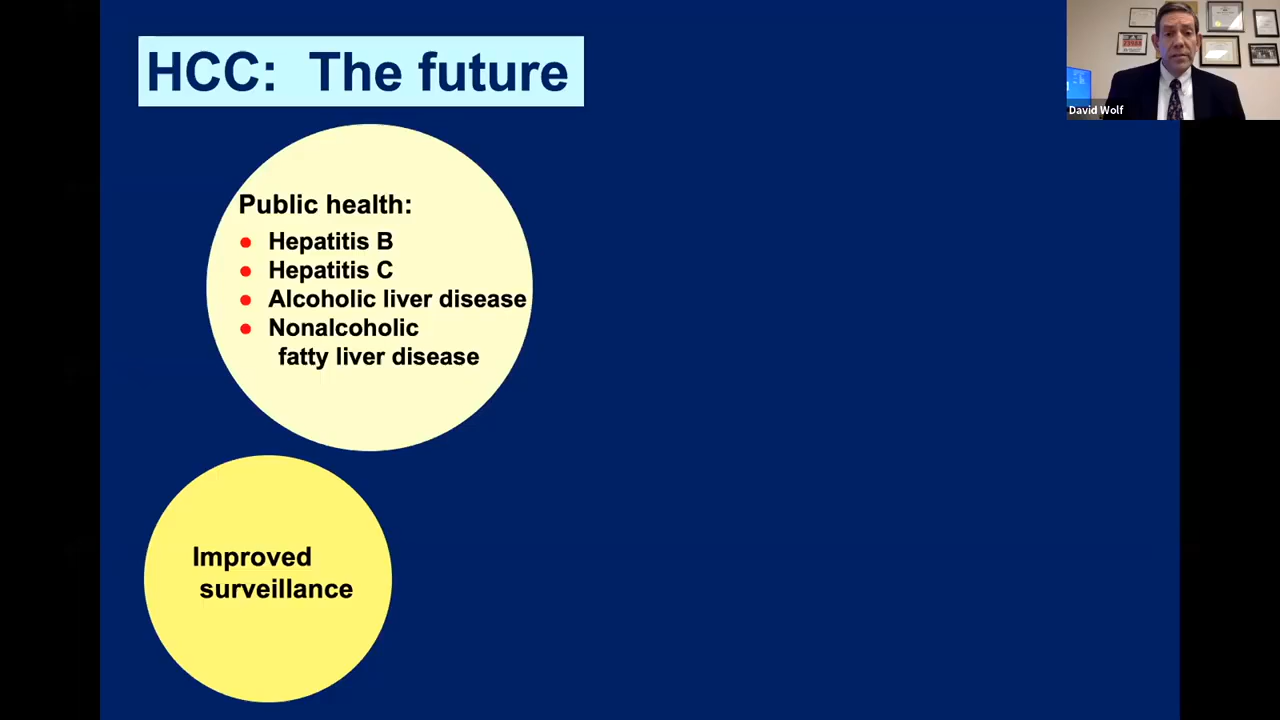 HCC: The future
David Wolf
Public health:
● Hepatitis B
● Hepatitis C
● Alcoholic liver disease
● Nonalcoholic
fatty liver disease
Improved
surveillance